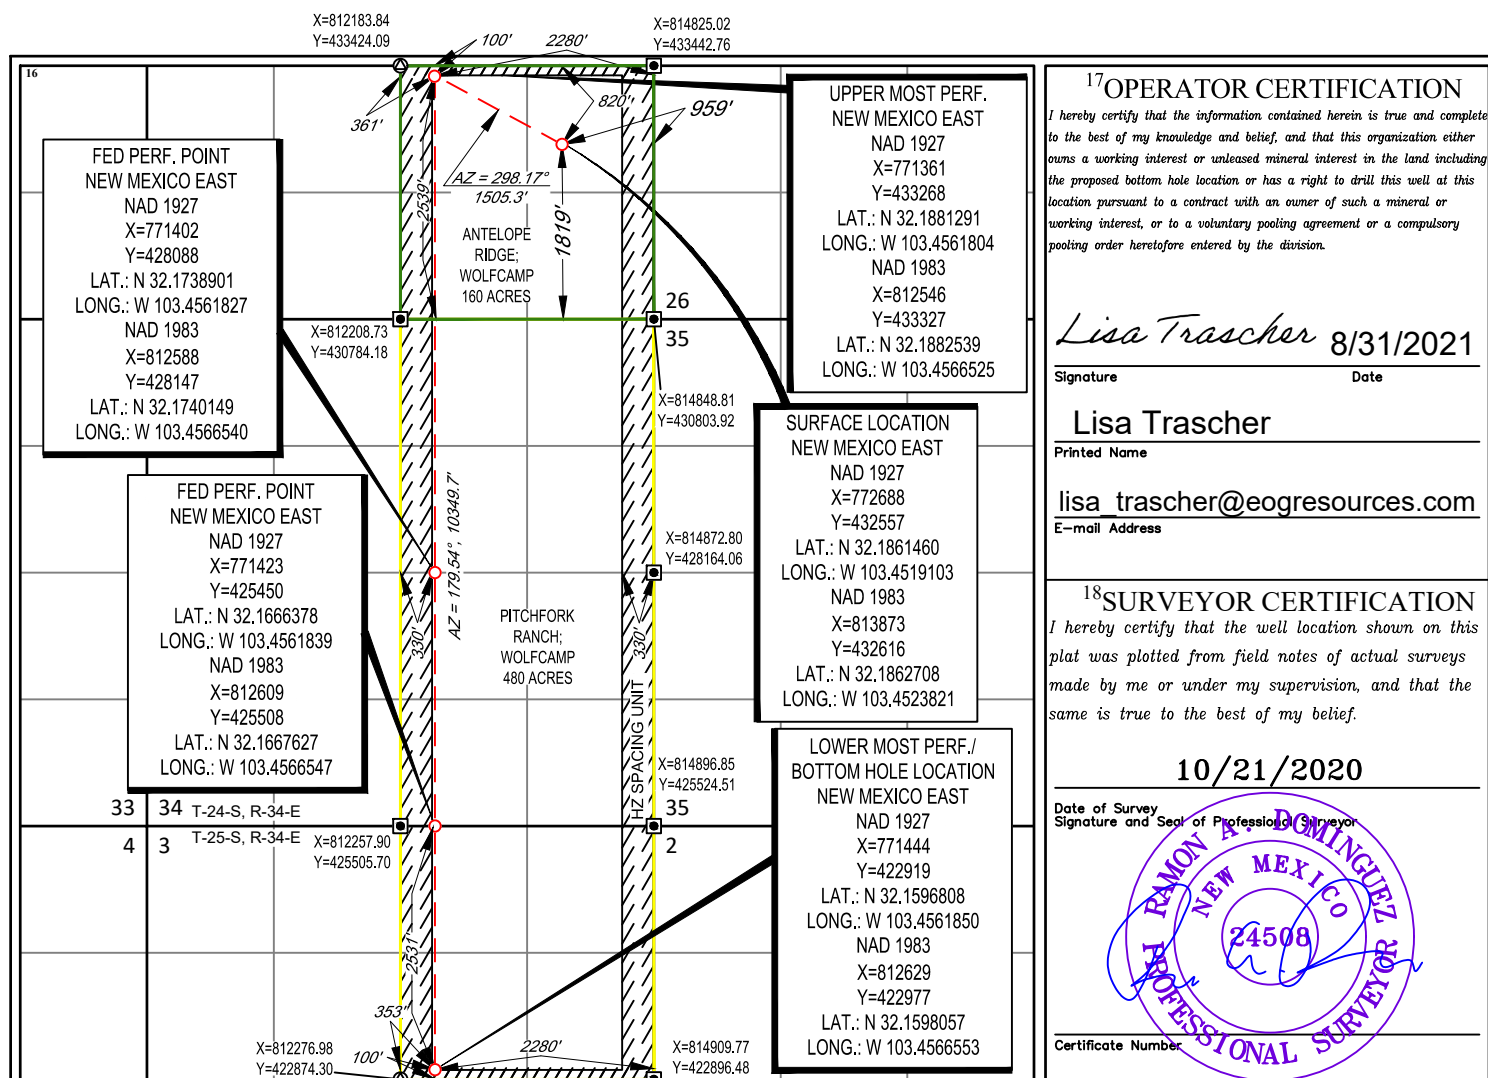 X=812183.84
Y=433424.09
100'
2280'
X=814825.02
Y=433442.76
16
361'
820'
959'
AZ = 298.17°
1505.3'
2539'
1819'
ANTELOPE
RIDGE;
WOLFCAMP
160 ACRES
26
35
FED PERF. POINT
NEW MEXICO EAST
NAD 1927
X=771402
Y=428088
LAT.: N 32.1738901
LONG.: W 103.4561827
NAD 1983
X=812588
Y=428147
LAT.: N 32.1740149
LONG.: W 103.4566540
UPPER MOST PERF.
NEW MEXICO EAST
NAD 1927
X=771361
Y=433268
LAT.: N 32.1881291
LONG.: W 103.4561804
NAD 1983
X=812546
Y=433327
LAT.: N 32.1882539
LONG.: W 103.4566525
X=812208.73
Y=430784.18
X=814848.81
Y=430803.92
FED PERF. POINT
NEW MEXICO EAST
NAD 1927
X=771423
Y=425450
LAT.: N 32.1666378
LONG.: W 103.4561839
NAD 1983
X=812609
Y=425508
LAT.: N 32.1667627
LONG.: W 103.4566547
SURFACE LOCATION
NEW MEXICO EAST
NAD 1927
X=772688
Y=432557
LAT.: N 32.1861460
LONG.: W 103.4519103
NAD 1983
X=813873
Y=432616
LAT.: N 32.1862708
LONG.: W 103.4523821
AZ = 179.54°, 10349.7'
X=814872.80
Y=428164.06
330'
330'
PITCHFORK
RANCH;
WOLFCAMP
480 ACRES
HZ SPACING UNIT
LOWER MOST PERF./
BOTTOM HOLE LOCATION
NEW MEXICO EAST
NAD 1927
X=771444
Y=422919
LAT.: N 32.1596808
LONG.: W 103.4561850
NAD 1983
X=812629
Y=422977
LAT.: N 32.1598057
LONG.: W 103.4566553
X=814896.85
Y=425524.51
33 34 T-24-S, R-34-E
4 3 T-25-S, R-34-E
35
2
X=812257.90
Y=425505.70
2531'
353'
X=812276.98
Y=422874.30
100'
2280'
X=814909.77
Y=422896.48
17OPERATOR CERTIFICATION
I hereby certify that the information contained herein is true and complete
to the best of my knowledge and belief, and that this organization either
owns a working interest or unleased mineral interest in the land including
the proposed bottom hole location or has a right to drill this well at this
location pursuant to a contract with an owner of such a mineral or
working interest, or to a voluntary pooling agreement or a compulsory
pooling order heretofore entered by the division.
Lisa Trascher 8/31/2021
Signature Date
Lisa Trascher
Printed Name
lisa_trascher@eogresources.com
E-mail Address
18SURVEYOR CERTIFICATION
I hereby certify that the well location shown on this
plat was plotted from field notes of actual surveys
made by me or under my supervision, and that the
same is true to the best of my belief.
10/21/2020
Date of Survey
Signature and Seal of Professional Surveyor
RAMON A. DOMINGUEZ
NEW MEXICO
24508
PROFESSIONAL SURVEYOR
Certificate Number